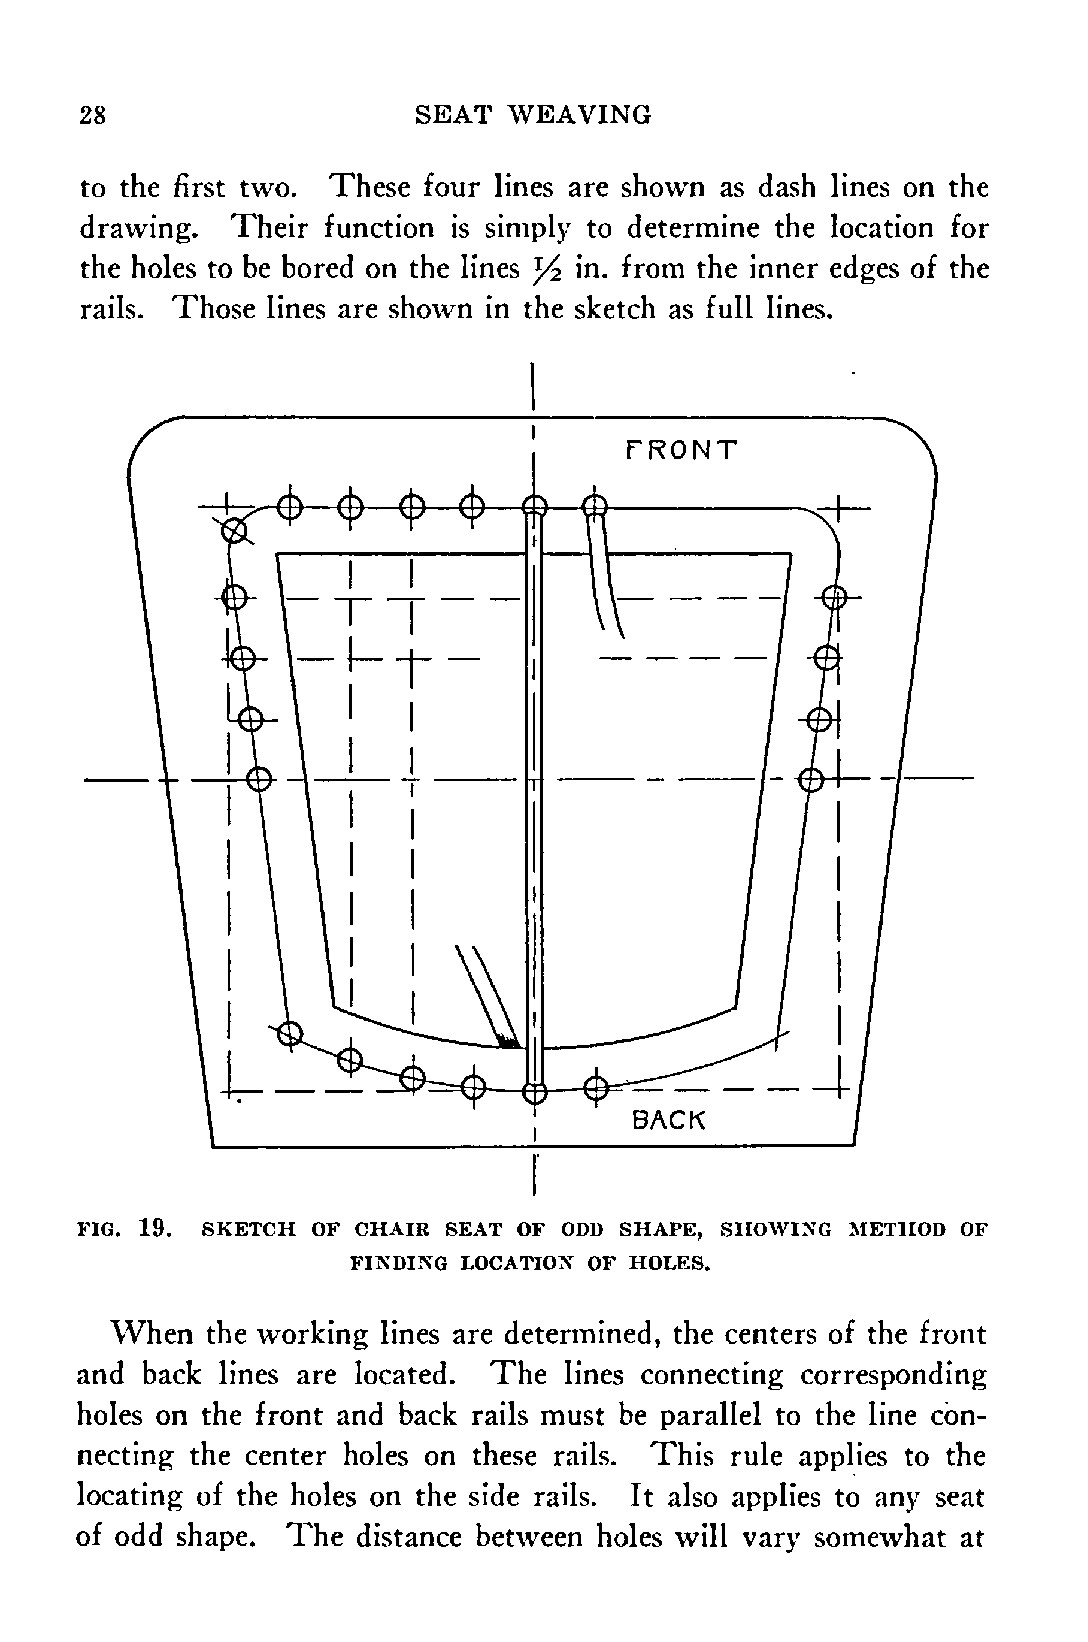 28 SEAT WEAVING
to the first two. These four lines are shown as dash lines on the
drawing. Their function is simply to determine the location for
the holes to be bored on the lines ½ in. from the inner edges of the
rails. Those lines are shown in the sketch as full lines.
FRONT
BACK
FIG. 19. SKETCH OF CHAIR SEAT OF ODD SHAPE, SHOWING METHOD OF
FINDING LOCATION OF HOLES.
When the working lines are determined, the centers of the front
and back lines are located. The lines connecting corresponding
holes on the front and back rails must be parallel to the line con-
necting the center holes on these rails. This rule applies to the
locating of the holes on the side rails. It also applies to any seat
of odd shape. The distance between holes will vary somewhat at